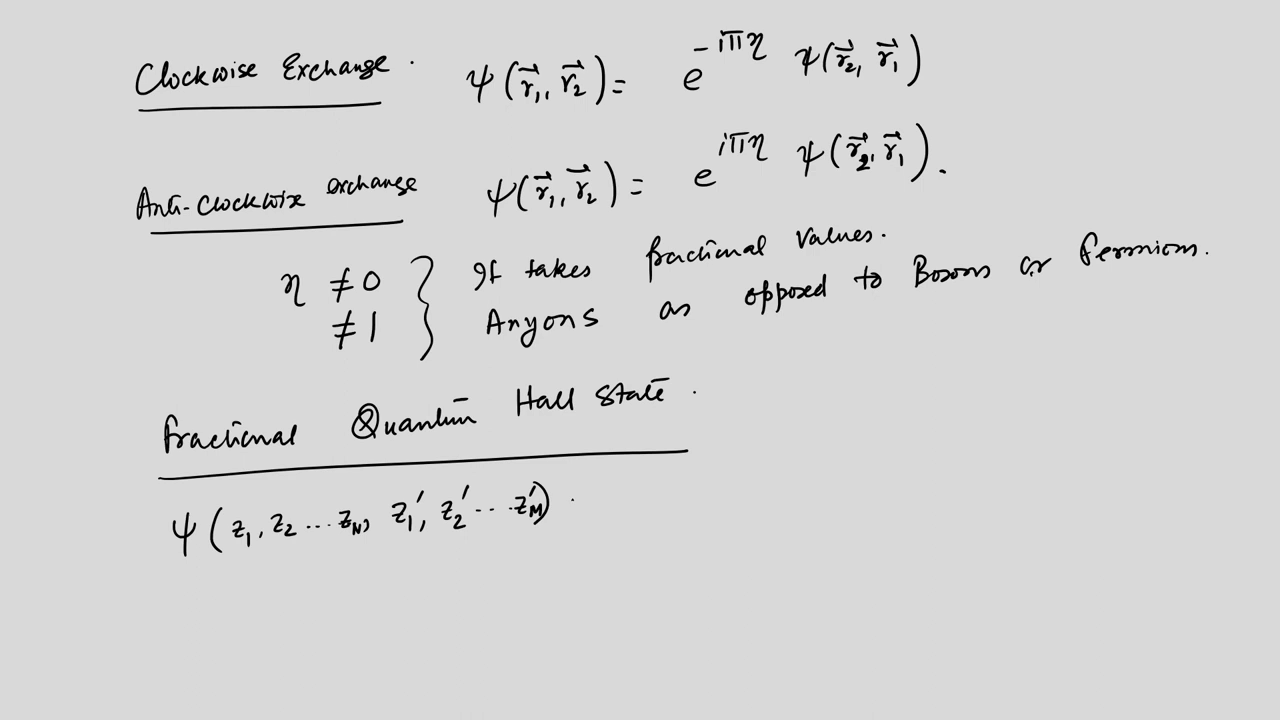 Clockwise Exchange. ψ(r⃗₁, r⃗₂) = e^{-iπη} ψ(r⃗₂, r⃗₁)
Anti-clockwise exchange ψ(r⃗₁, r⃗₂) = e^{iπη} ψ(r⃗₂, r⃗₁).
η ≠ 0 } It takes fractional values.
≠ 1 } Anyons as opposed to Bosons or fermions.
Fractional Quantum Hall State.
ψ(z₁, z₂ ... z_N, z₁', z₂' ... z_M').